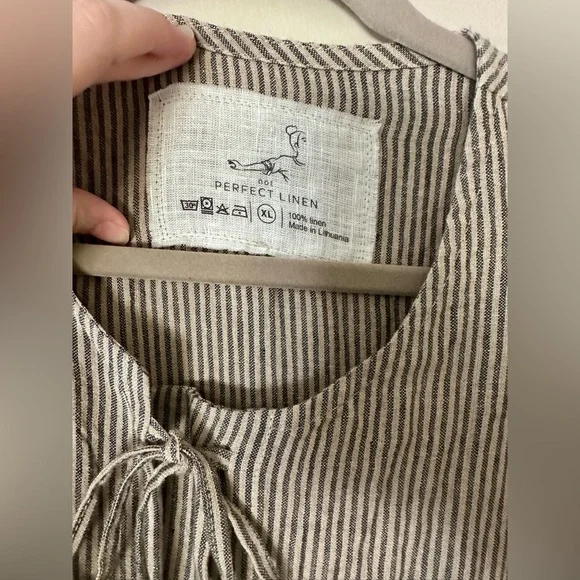 not
PERFECT LINEN
30° XL 100% linen
Made in Lithuania